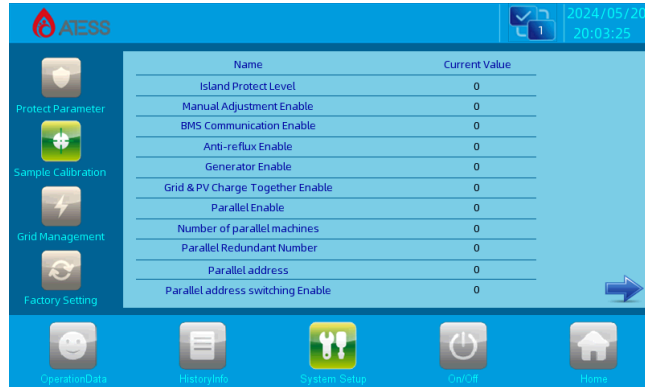 ATESS
1
2024/05/20
20:03:25
Protect Parameter
Sample Calibration
Grid Management
Factory Setting
Name Current Value
Island Protect Level 0
Manual Adjustment Enable 0
BMS Communication Enable 0
Anti-reflux Enable 0
Generator Enable 0
Grid & PV Charge Together Enable 0
Parallel Enable 0
Number of parallel machines 0
Parallel Redundant Number 0
Parallel address 0
Parallel address switching Enable 0
OperationData HistoryInfo System Setup On/Off Home